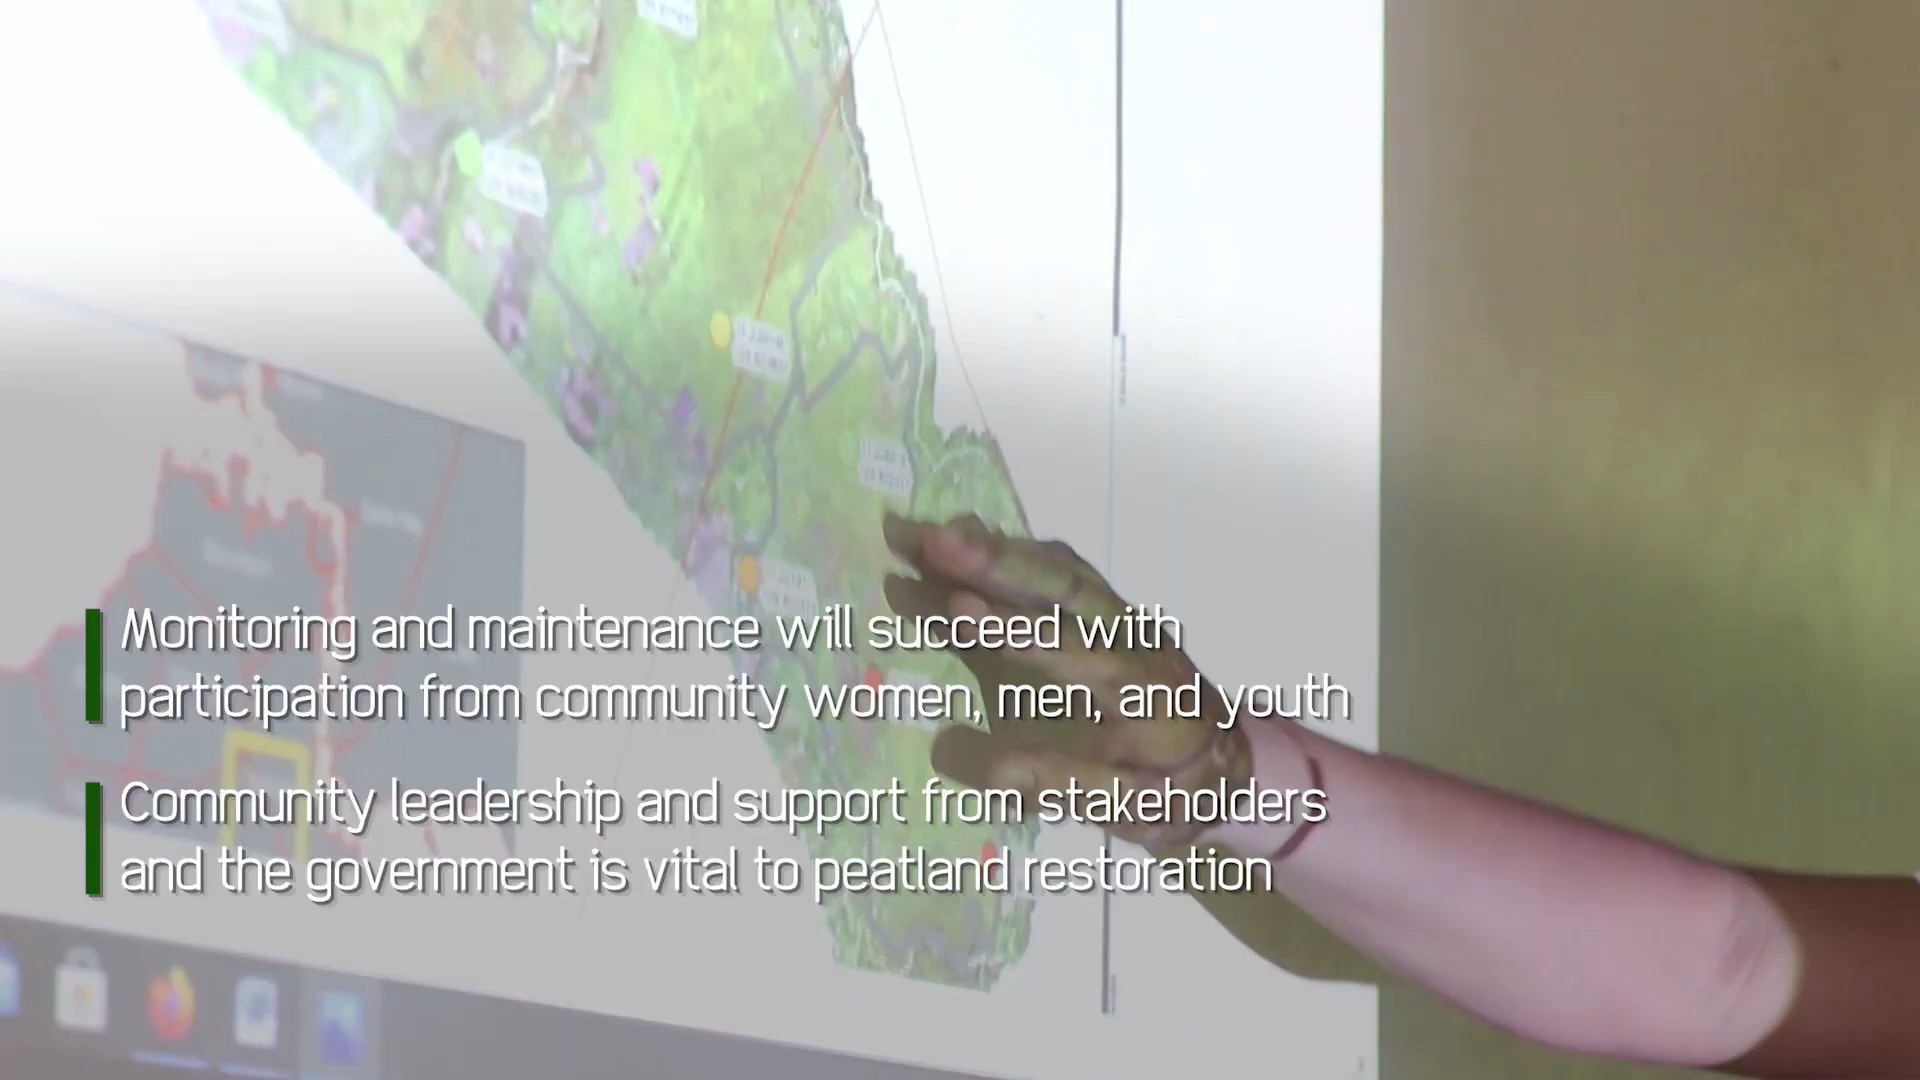 Monitoring and maintenance will succeed with
participation from community women, men, and youth
Community leadership and support from stakeholders
and the government is vital to peatland restoration